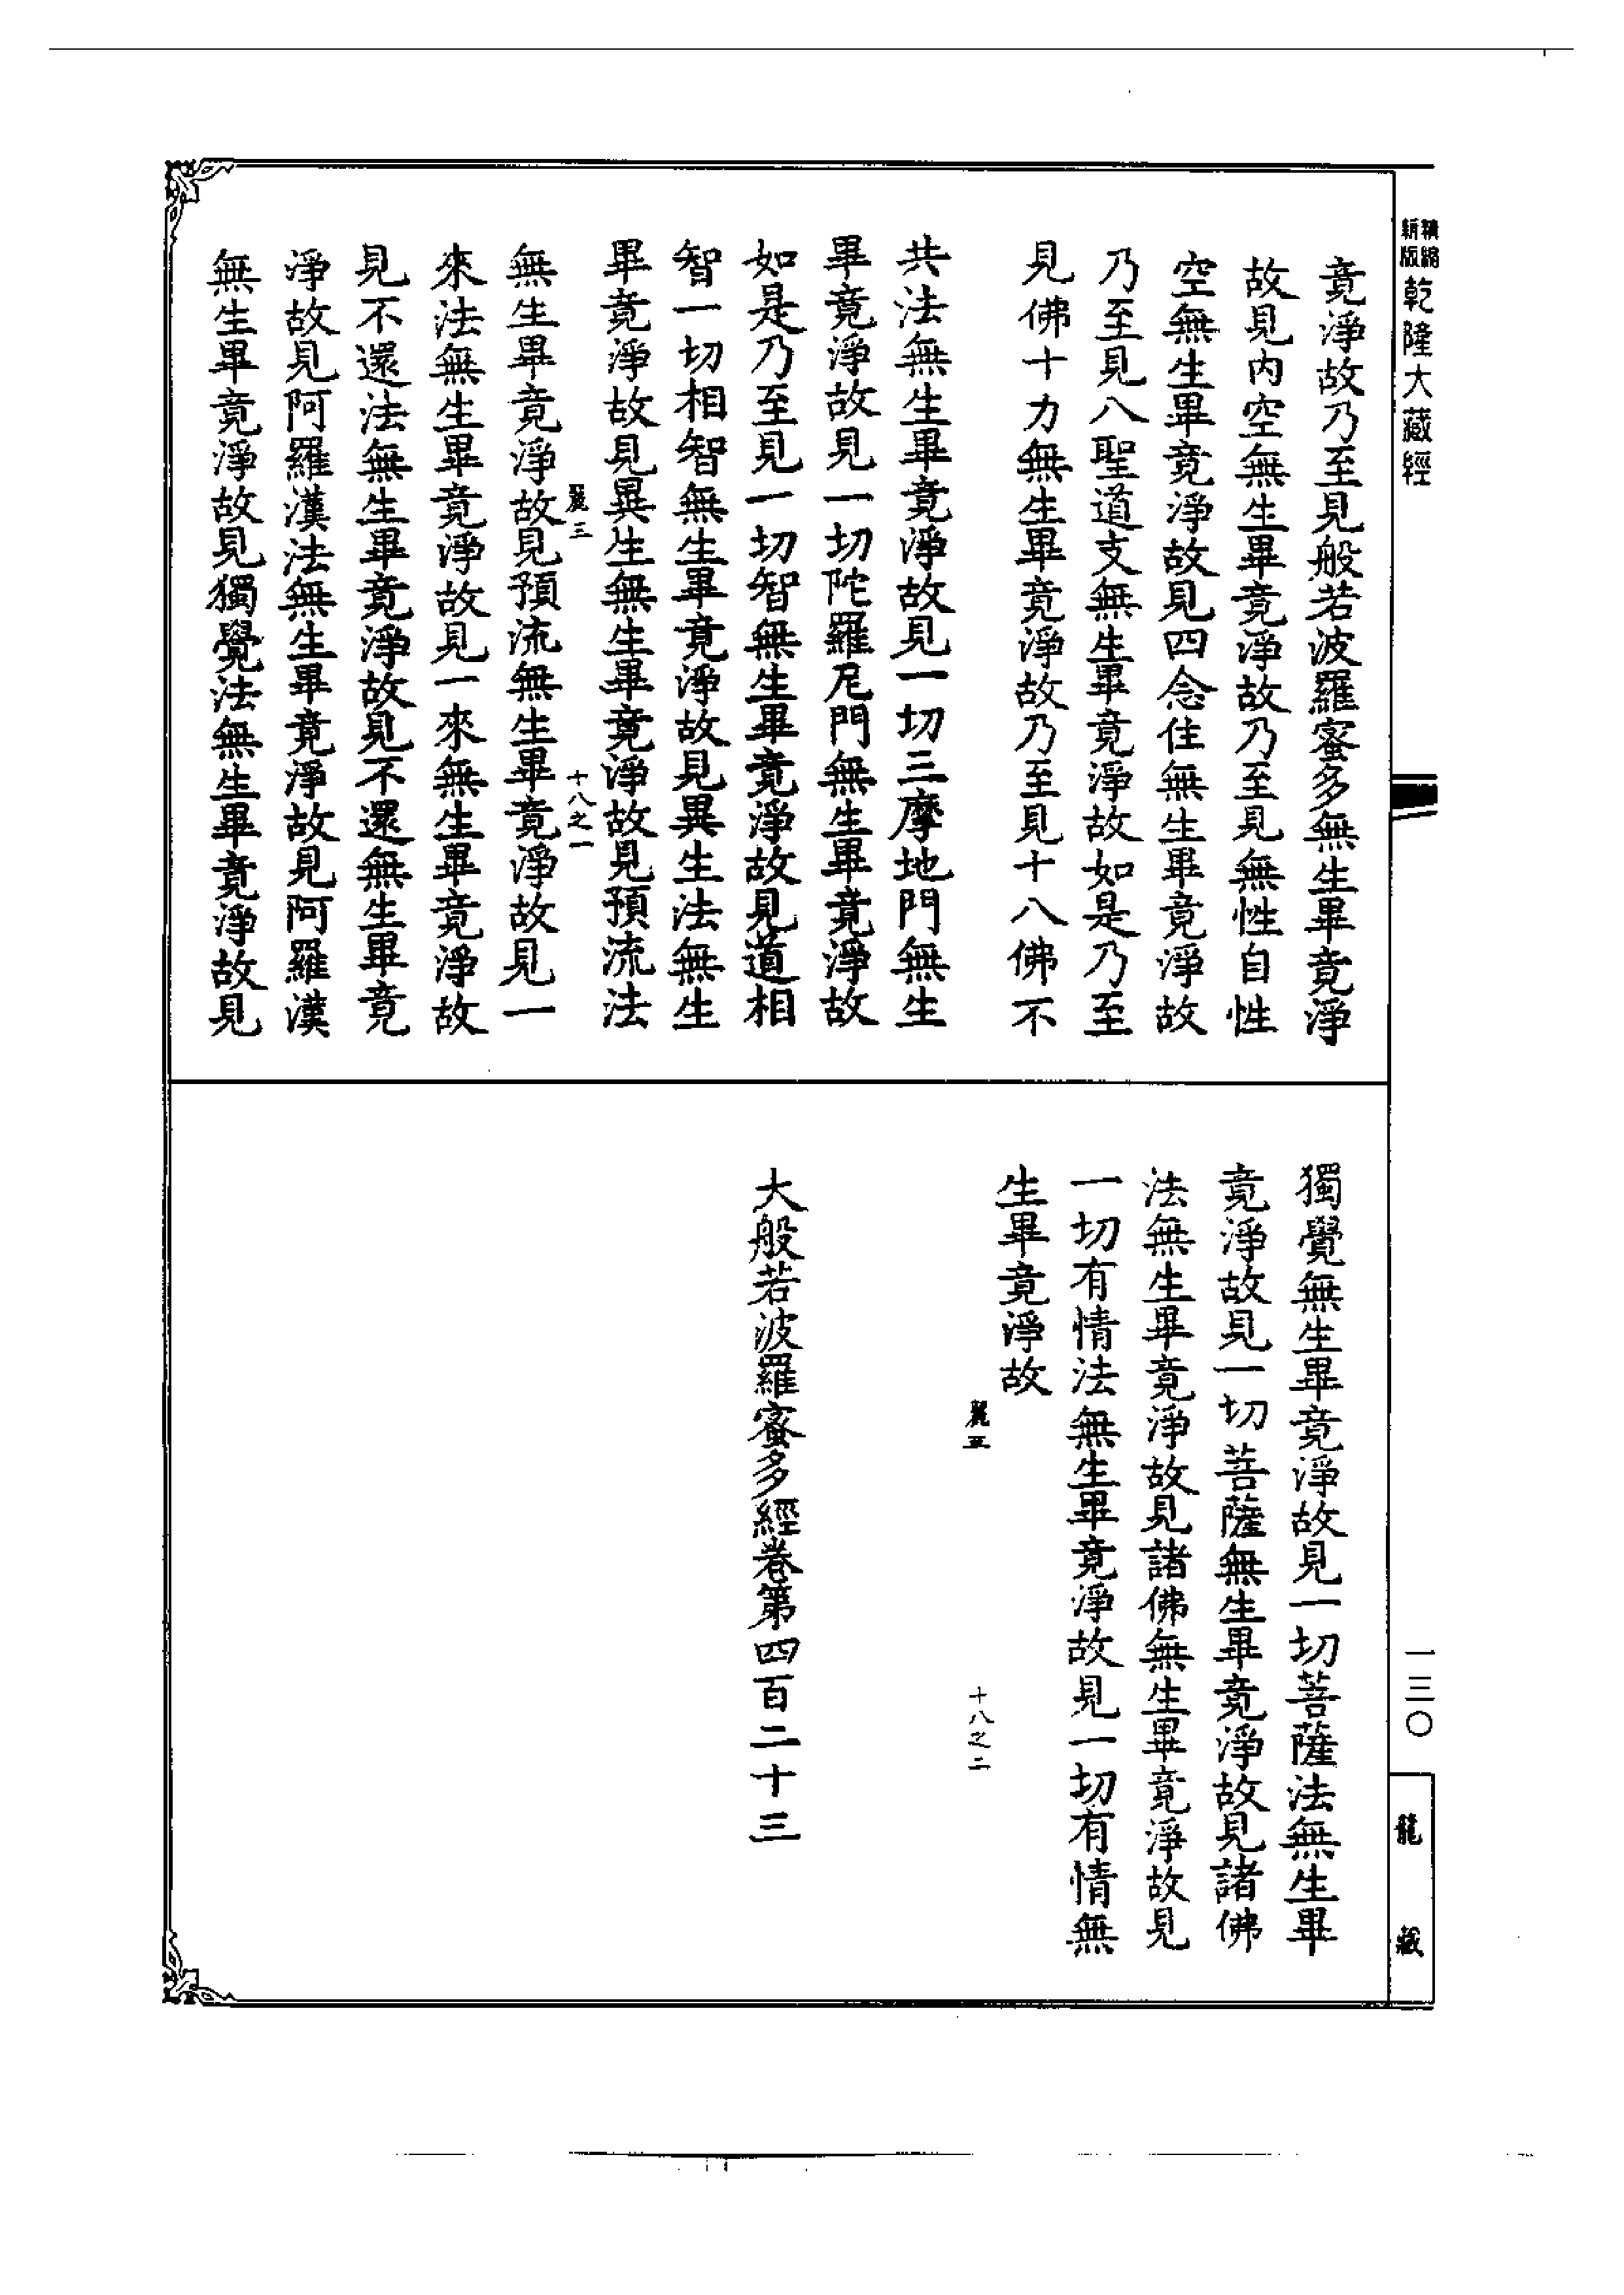 精縮
新版
乾隆大藏經
一三〇
龍藏
竟淨故乃至見般若波羅蜜多無生畢竟淨
故見內空無生畢竟淨故乃至見無性自性
空無生畢竟淨故見四念住無生畢竟淨故
乃至見八聖道支無生畢竟淨故如是乃至
見佛十力無生畢竟淨故乃至見十八佛不
共法無生畢竟淨故見一切三摩地門無生
畢竟淨故見一切陀羅尼門無生畢竟淨故
如是乃至見一切智無生畢竟淨故見道相
智一切相智無生畢竟淨故見異生法無生
畢竟淨故見異生無生畢竟淨故見預流法
麗三
十八之一
無生畢竟淨故見預流無生畢竟淨故見一
來法無生畢竟淨故見一來無生畢竟淨故
見不還法無生畢竟淨故見不還無生畢竟
淨故見阿羅漢法無生畢竟淨故見阿羅漢
無生畢竟淨故見獨覺法無生畢竟淨故見
獨覺無生畢竟淨故見一切菩薩法無生畢
竟淨故見一切菩薩無生畢竟淨故見諸佛
法無生畢竟淨故見諸佛無生畢竟淨故見
一切有情法無生畢竟淨故見一切有情無
生畢竟淨故
麗三
十八之二
大般若波羅蜜多經卷第四百二十三